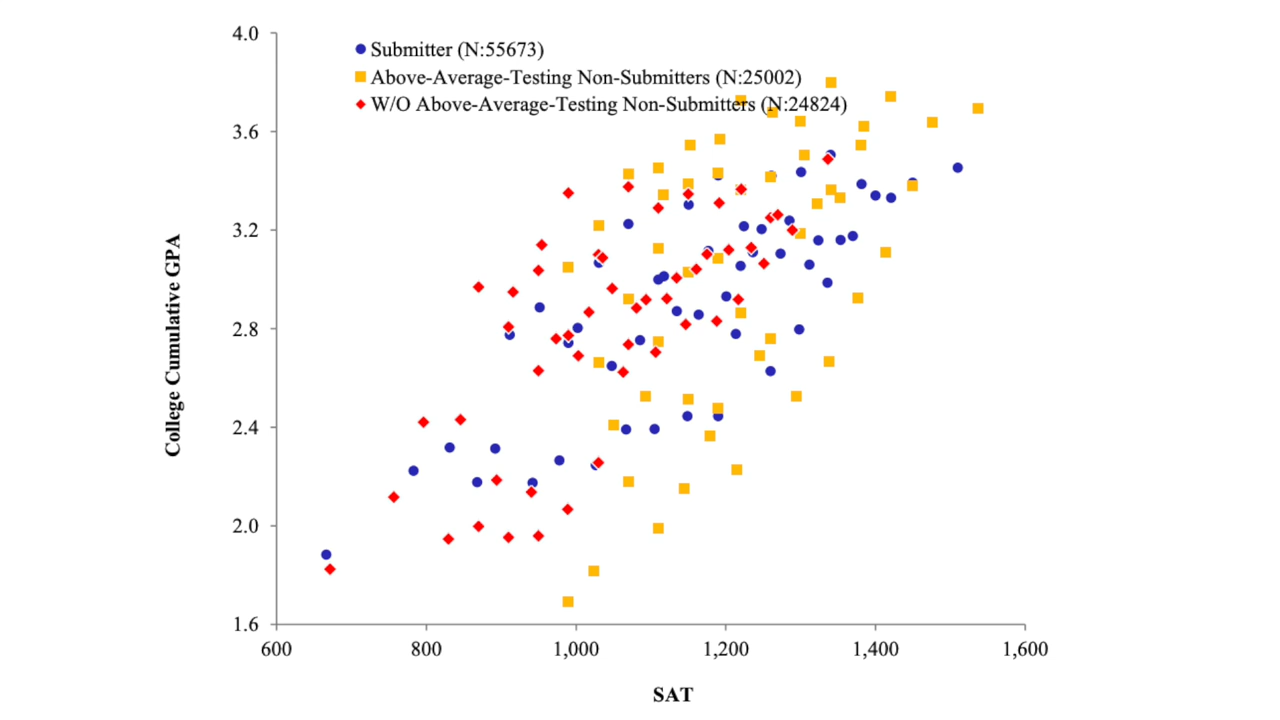 4.0
Submitter (N:55673)
Above-Average-Testing Non-Submitters (N:25002)
W/O Above-Average-Testing Non-Submitters (N:24824)
3.6
3.2
2.8
2.4
2.0
1.6
College Cumulative GPA
600 800 1,000 1,200 1,400 1,600
SAT